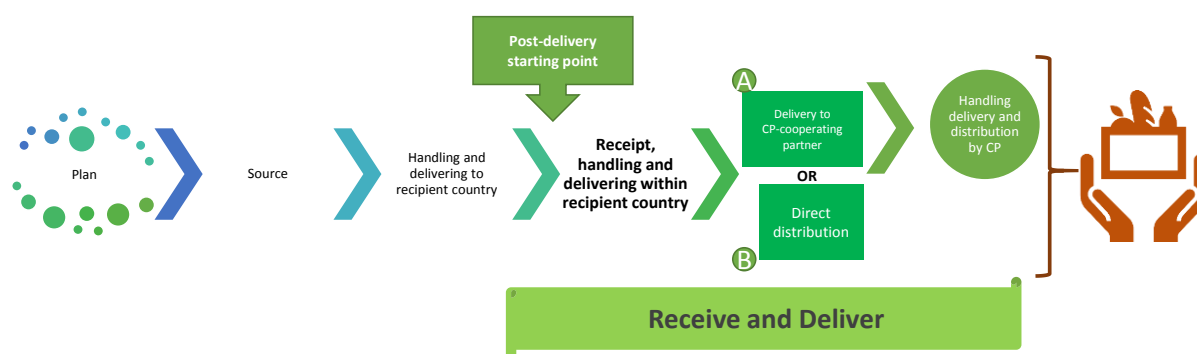 Post-delivery
starting point
Plan
Source
Handling and
delivering to
recipient country
Receipt,
handling and
delivering within
recipient country
A
Delivery to
CP-cooperating
partner
OR
Direct
distribution
B
Handling
delivery and
distribution
by CP
Receive and Deliver